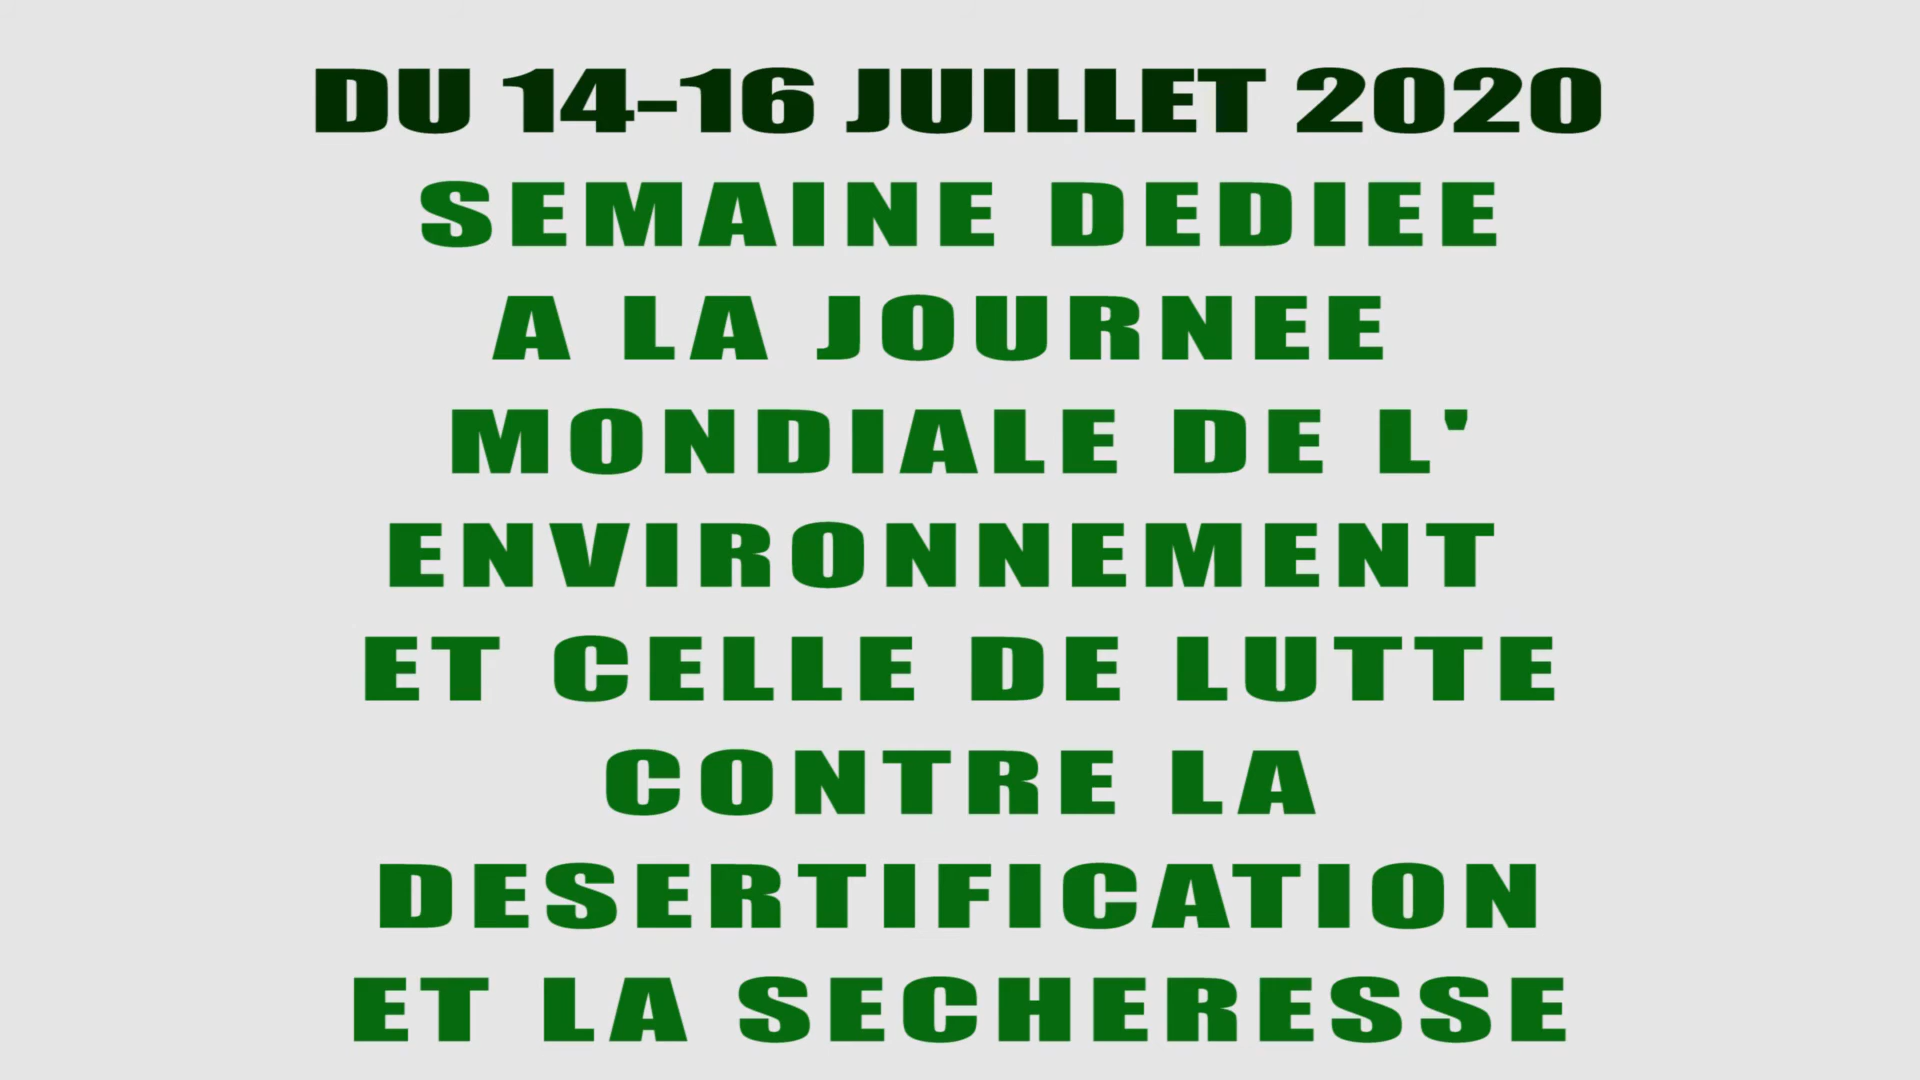 DU 14-16 JUILLET 2020
SEMAINE DEDIEE
A LA JOURNEE
MONDIALE DE L'
ENVIRONNEMENT
ET CELLE DE LUTTE
CONTRE LA
DESERTIFICATION
ET LA SECHERESSE